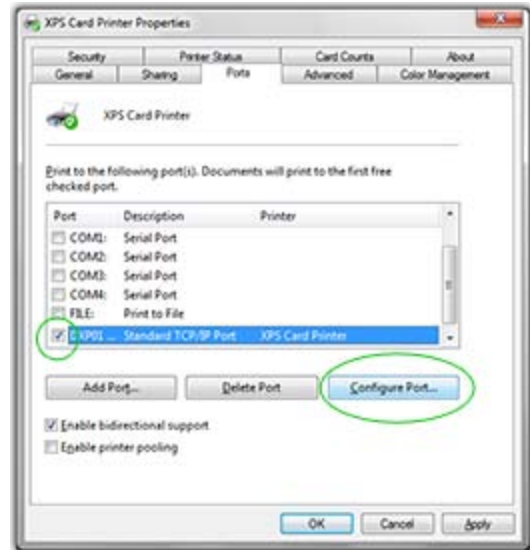 XPS Card Printer Properties
Security Printer Status Card Counts About
General Sharing Ports Advanced Color Management
XPS Card Printer
Print to the following port(s). Documents will print to the first free
checked port.
Port Description Printer
COM1: Serial Port
COM2: Serial Port
COM3: Serial Port
COM4: Serial Port
FILE: Print to File
DXP01 ... Standard TCP/IP Port XPS Card Printer
Add Port... Delete Port Configure Port...
Enable bidirectional support
Enable printer pooling
OK Cancel Apply